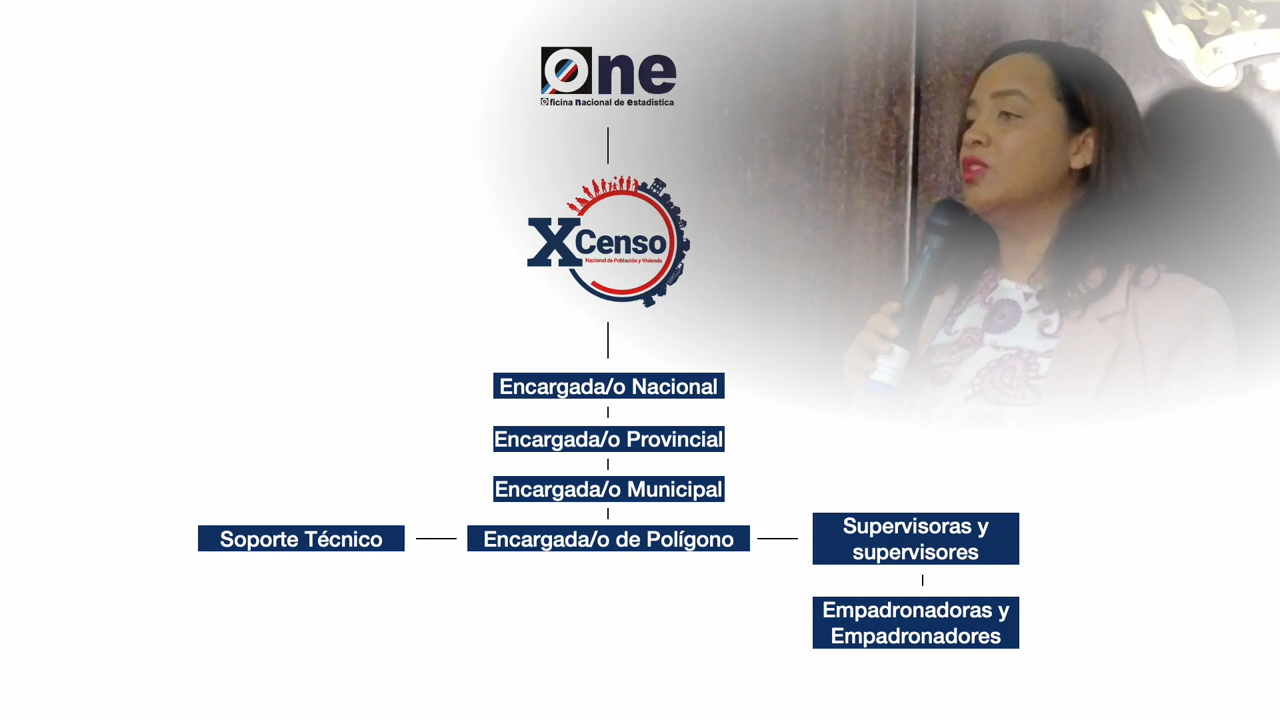 One
Oficina nacional de estadística
X Censo
Nacional de Población y Vivienda
Encargada/o Nacional
Encargada/o Provincial
Encargada/o Municipal
Soporte Técnico
Encargada/o de Polígono
Supervisoras y
supervisores
Empadronadoras y
Empadronadores